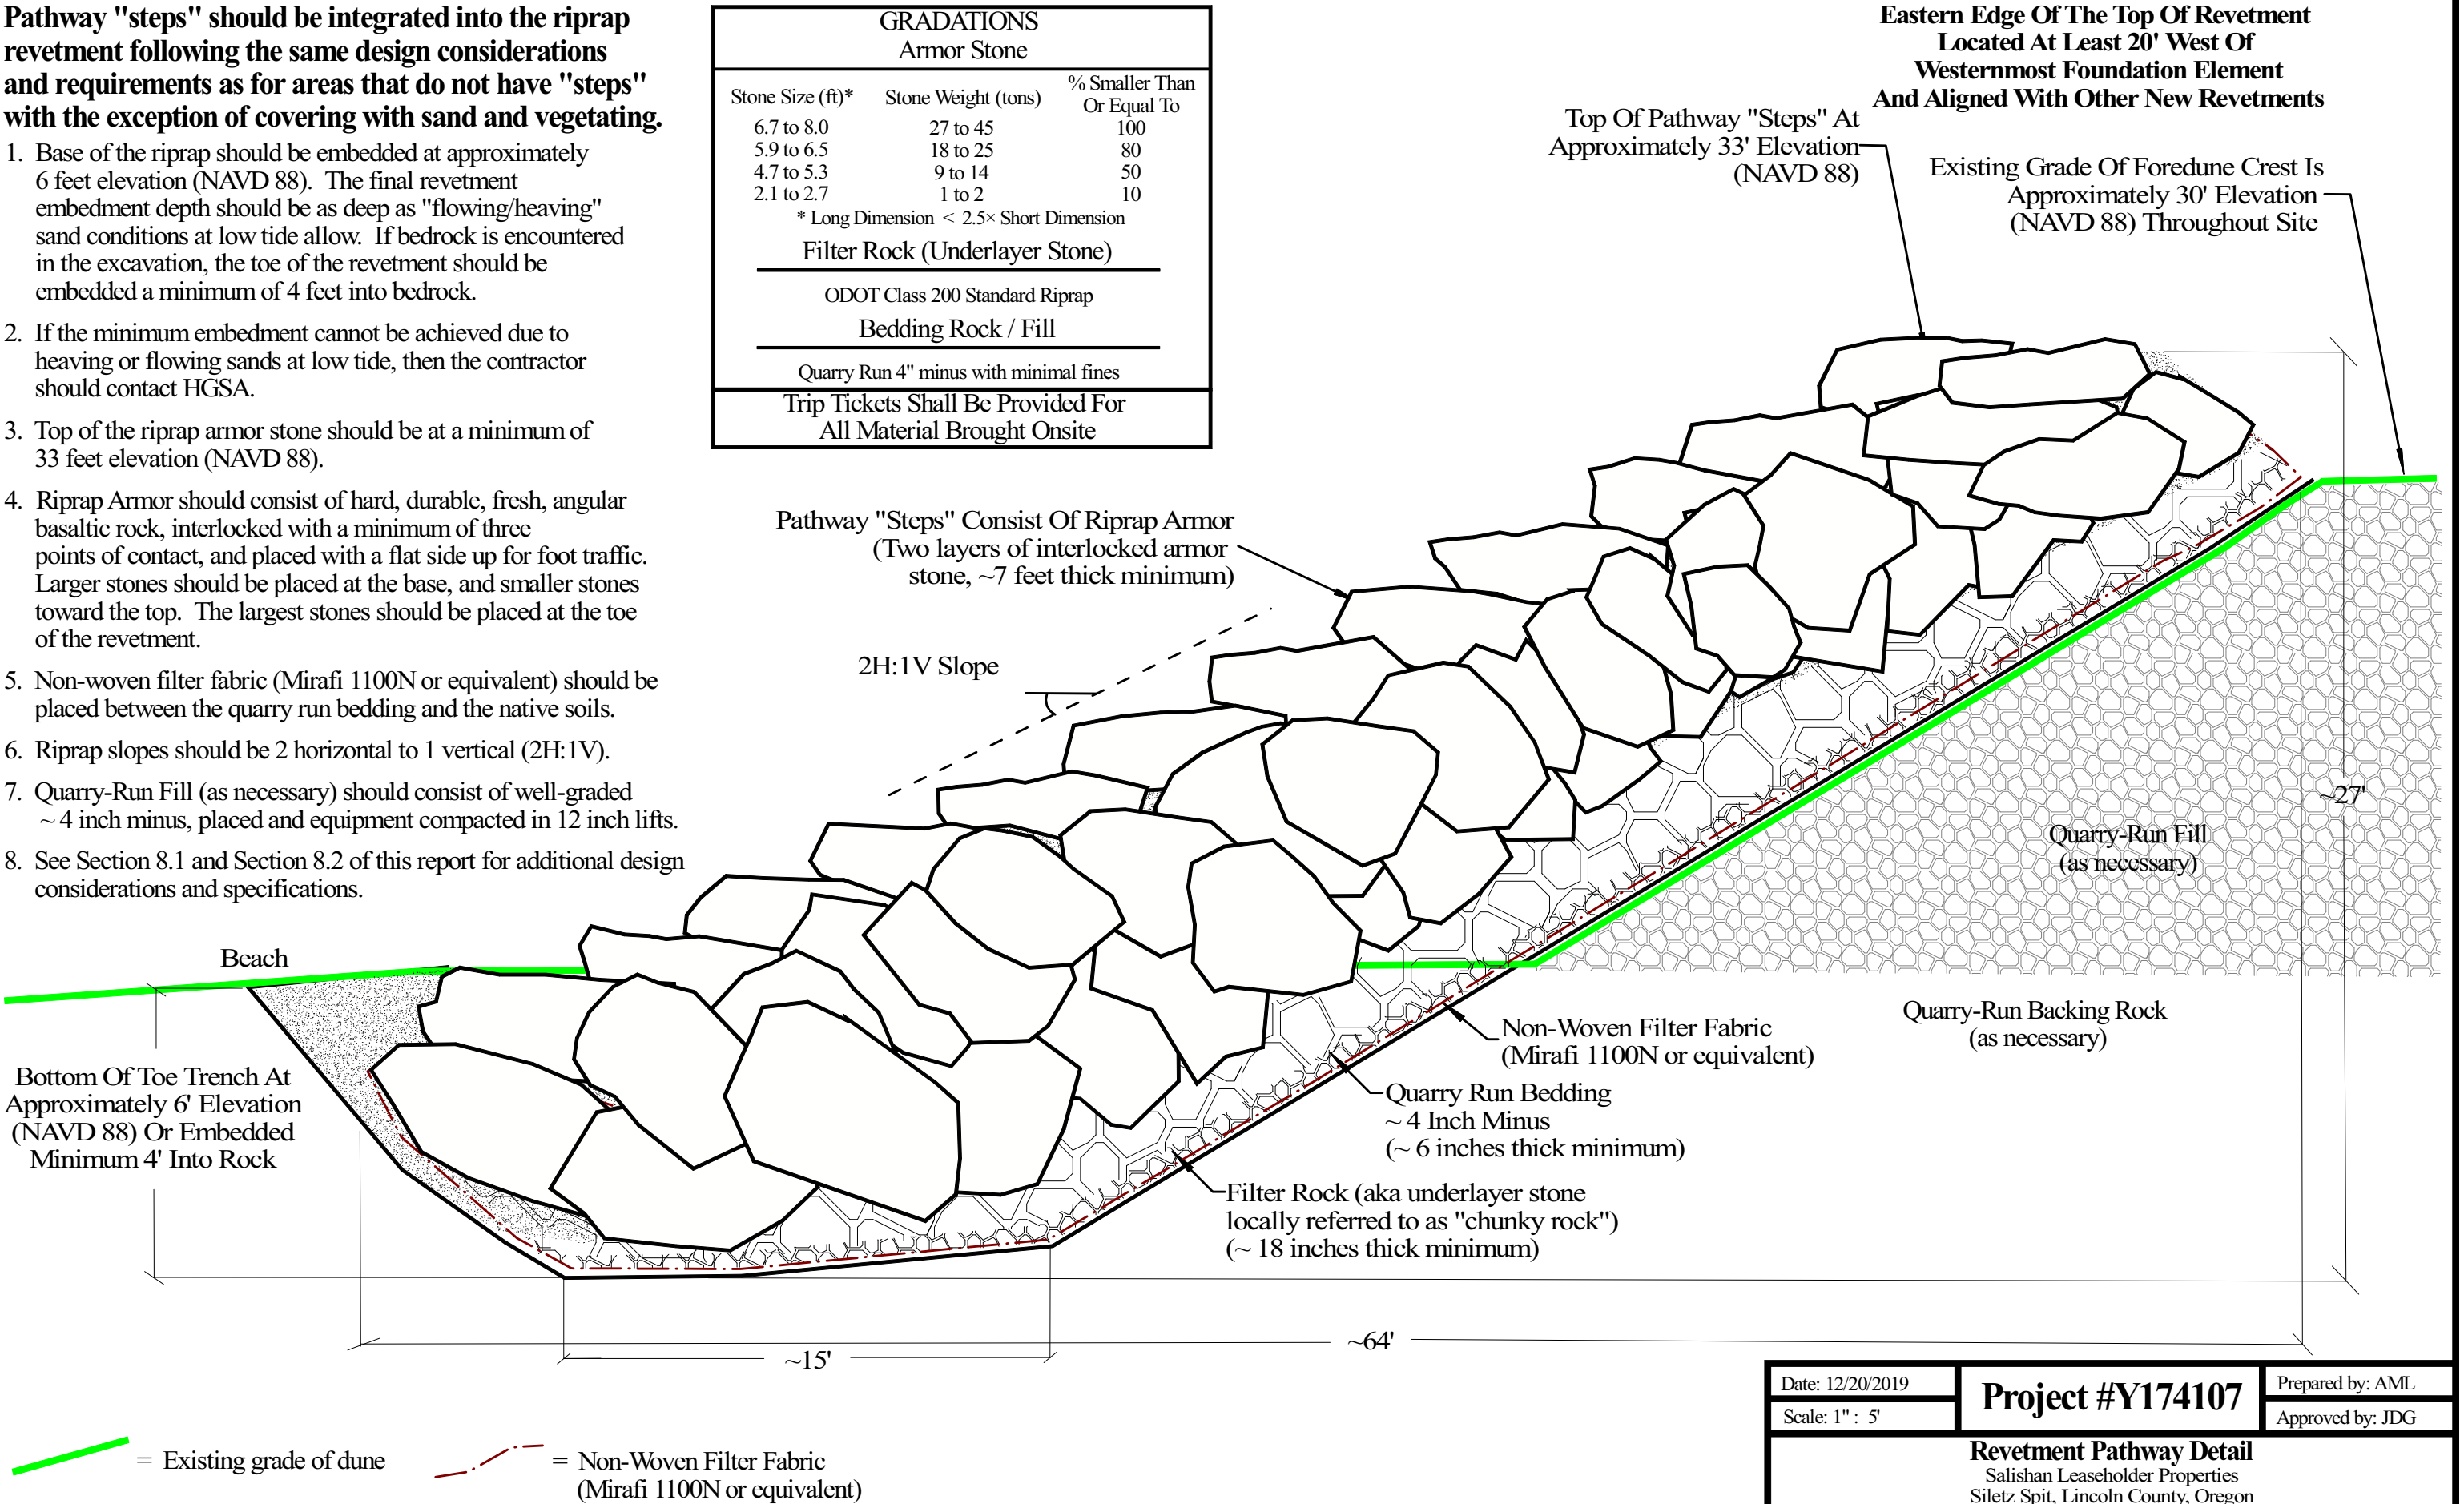 Pathway "steps" should be integrated into the riprap
revetment following the same design considerations
and requirements as for areas that do not have "steps"
with the exception of covering with sand and vegetating.
1. Base of the riprap should be embedded at approximately
6 feet elevation (NAVD 88). The final revetment
embedment depth should be as deep as "flowing/heaving"
sand conditions at low tide allow. If bedrock is encountered
in the excavation, the toe of the revetment should be
embedded a minimum of 4 feet into bedrock.
2. If the minimum embedment cannot be achieved due to
heaving or flowing sands at low tide, then the contractor
should contact HGSA.
3. Top of the riprap armor stone should be at a minimum of
33 feet elevation (NAVD 88).
4. Riprap Armor should consist of hard, durable, fresh, angular
basaltic rock, interlocked with a minimum of three
points of contact, and placed with a flat side up for foot traffic.
Larger stones should be placed at the base, and smaller stones
toward the top. The largest stones should be placed at the toe
of the revetment.
5. Non-woven filter fabric (Mirafi 1100N or equivalent) should be
placed between the quarry run bedding and the native soils.
6. Riprap slopes should be 2 horizontal to 1 vertical (2H:1V).
7. Quarry-Run Fill (as necessary) should consist of well-graded
~ 4 inch minus, placed and equipment compacted in 12 inch lifts.
8. See Section 8.1 and Section 8.2 of this report for additional design
considerations and specifications.
GRADATIONS
Armor Stone
Stone Size (ft)* Stone Weight (tons) % Smaller Than Or Equal To
6.7 to 8.0 27 to 45 100
5.9 to 6.5 18 to 25 80
4.7 to 5.3 9 to 14 50
2.1 to 2.7 1 to 2 10
* Long Dimension < 2.5× Short Dimension
Filter Rock (Underlayer Stone)
ODOT Class 200 Standard Riprap
Bedding Rock / Fill
Quarry Run 4" minus with minimal fines
Trip Tickets Shall Be Provided For
All Material Brought Onsite
Eastern Edge Of The Top Of Revetment
Located At Least 20' West Of
Westernmost Foundation Element
And Aligned With Other New Revetments
Top Of Pathway "Steps" At
Approximately 33' Elevation
(NAVD 88)
Existing Grade Of Foredune Crest Is
Approximately 30' Elevation
(NAVD 88) Throughout Site
Pathway "Steps" Consist Of Riprap Armor
(Two layers of interlocked armor
stone, ~7 feet thick minimum)
2H:1V Slope
~27'
Quarry-Run Fill
(as necessary)
Beach
Quarry-Run Backing Rock
(as necessary)
Non-Woven Filter Fabric
(Mirafi 1100N or equivalent)
Quarry Run Bedding
~ 4 Inch Minus
(~ 6 inches thick minimum)
Filter Rock (aka underlayer stone
locally referred to as "chunky rock")
(~ 18 inches thick minimum)
Bottom Of Toe Trench At
Approximately 6' Elevation
(NAVD 88) Or Embedded
Minimum 4' Into Rock
~64'
~15'
= Existing grade of dune
= Non-Woven Filter Fabric
(Mirafi 1100N or equivalent)
Date: 12/20/2019
Scale: 1" : 5'
Project #Y174107
Prepared by: AML
Approved by: JDG
Revetment Pathway Detail
Salishan Leaseholder Properties
Siletz Spit, Lincoln County, Oregon